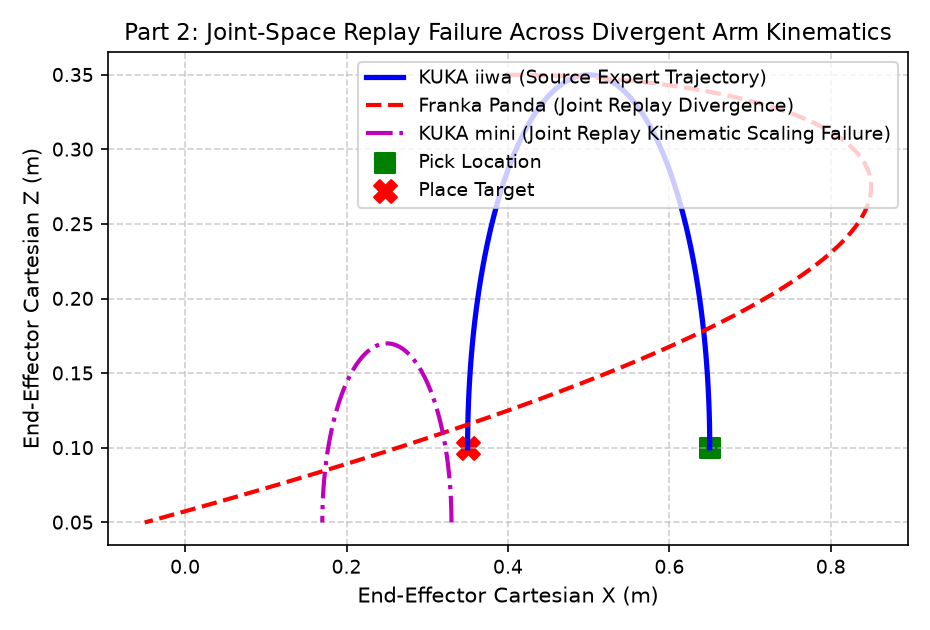 Part 2: Joint-Space Replay Failure Across Divergent Arm Kinematics
KUKA iiwa (Source Expert Trajectory)
Franka Panda (Joint Replay Divergence)
KUKA mini (Joint Replay Kinematic Scaling Failure)
Pick Location
Place Target
End-Effector Cartesian Z (m)
0.35
0.30
0.25
0.20
0.15
0.10
0.05
0.0 0.2 0.4 0.6 0.8
End-Effector Cartesian X (m)